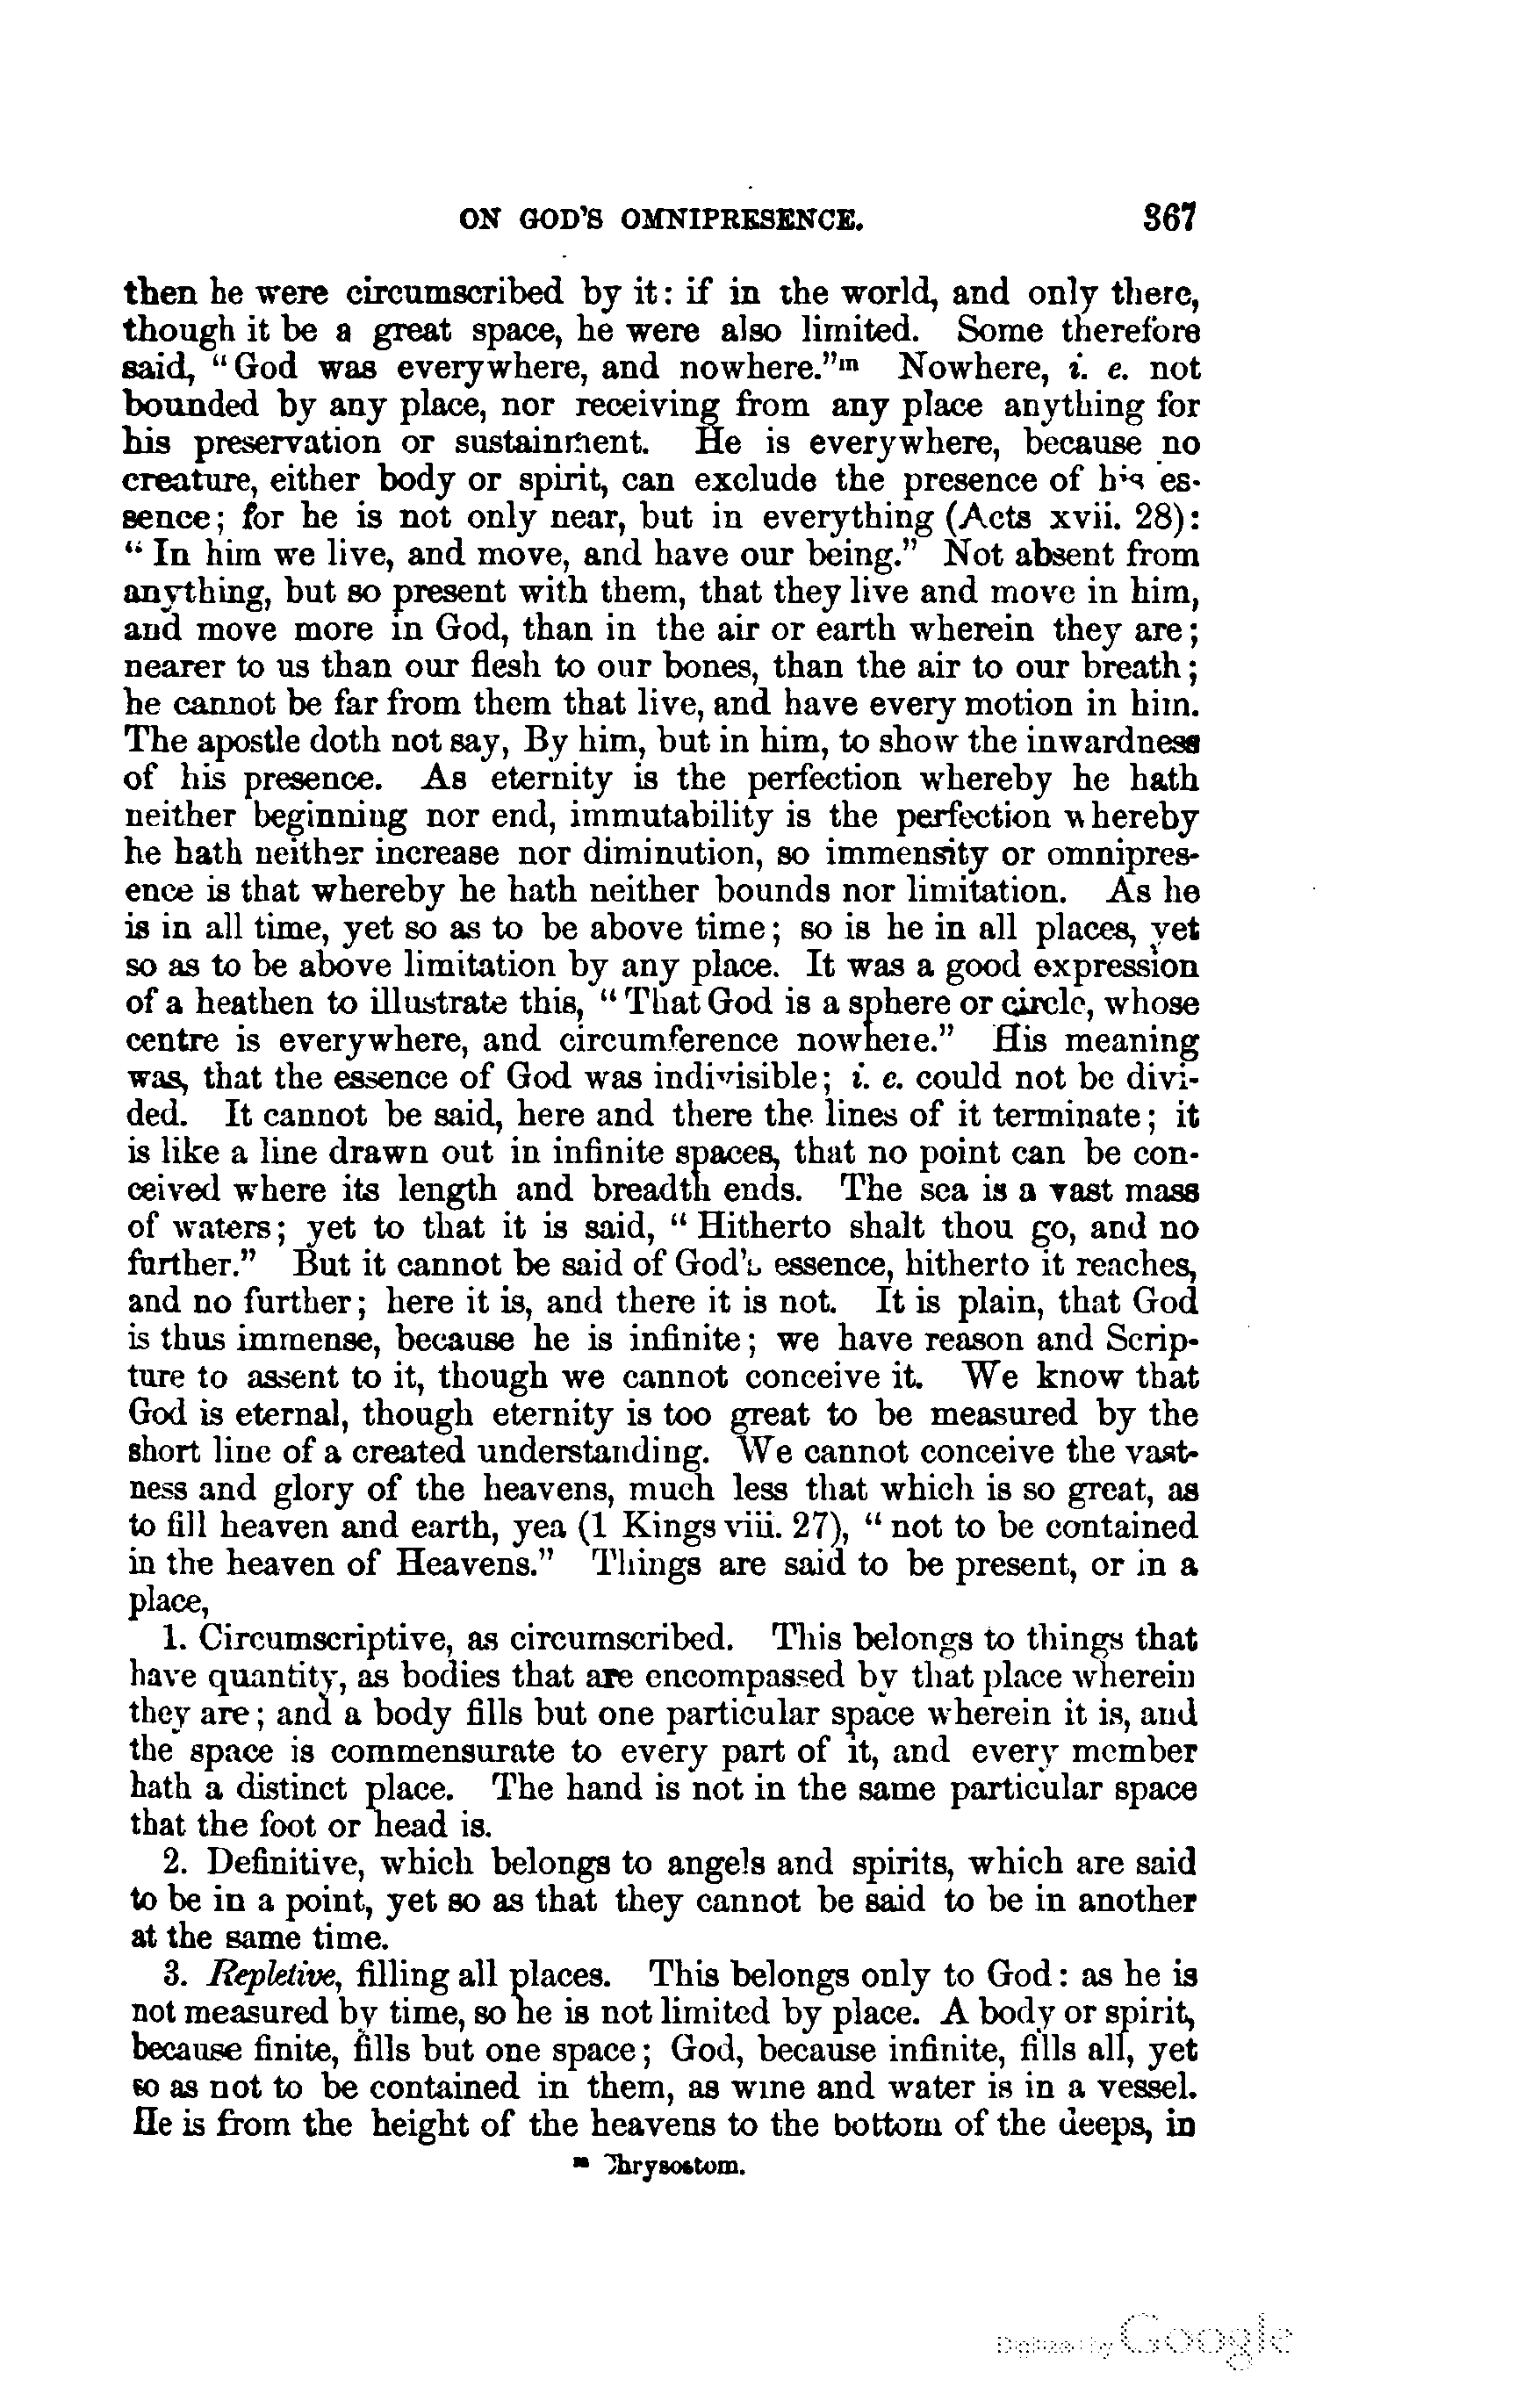 ON GOD'S OMNIPRESENCE. 367
then he were circumscribed by it: if in the world, and only there,
though it be a great space, he were also limited. Some therefore
said, "God was everywhere, and nowhere."m Nowhere, i. e. not
bounded by any place, nor receiving from any place anything for
his preservation or sustainment. He is everywhere, because no
creature, either body or spirit, can exclude the presence of his es-
sence; for he is not only near, but in everything (Acts xvii. 28):
"In him we live, and move, and have our being." Not absent from
anything, but so present with them, that they live and move in him,
and move more in God, than in the air or earth wherein they are;
nearer to us than our flesh to our bones, than the air to our breath;
he cannot be far from them that live, and have every motion in him.
The apostle doth not say, By him, but in him, to show the inwardness
of his presence. As eternity is the perfection whereby he hath
neither beginning nor end, immutability is the perfection whereby
he hath neither increase nor diminution, so immensity or omnipres-
ence is that whereby he hath neither bounds nor limitation. As he
is in all time, yet so as to be above time; so is he in all places, yet
so as to be above limitation by any place. It was a good expression
of a heathen to illustrate this, "That God is a sphere or circle, whose
centre is everywhere, and circumference nowhere." His meaning
was, that the essence of God was indivisible; i. e. could not be divi-
ded. It cannot be said, here and there the lines of it terminate; it
is like a line drawn out in infinite spaces, that no point can be con-
ceived where its length and breadth ends. The sea is a vast mass
of waters; yet to that it is said, "Hitherto shalt thou go, and no
further." But it cannot be said of God's essence, hitherto it reaches,
and no further; here it is, and there it is not. It is plain, that God
is thus immense, because he is infinite; we have reason and Scrip-
ture to assent to it, though we cannot conceive it. We know that
God is eternal, though eternity is too great to be measured by the
short line of a created understanding. We cannot conceive the vast-
ness and glory of the heavens, much less that which is so great, as
to fill heaven and earth, yea (1 Kings viii. 27), "not to be contained
in the heaven of Heavens." Things are said to be present, or in a
place,
1. Circumscriptive, as circumscribed. This belongs to things that
have quantity, as bodies that are encompassed by that place wherein
they are; and a body fills but one particular space wherein it is, and
the space is commensurate to every part of it, and every member
hath a distinct place. The hand is not in the same particular space
that the foot or head is.
2. Definitive, which belongs to angels and spirits, which are said
to be in a point, yet so as that they cannot be said to be in another
at the same time.
3. Repletive, filling all places. This belongs only to God: as he is
not measured by time, so he is not limited by place. A body or spirit,
because finite, fills but one space; God, because infinite, fills all, yet
so as not to be contained in them, as wine and water is in a vessel.
He is from the height of the heavens to the bottom of the deeps, in
m Chrysostom.
Digitized by Google